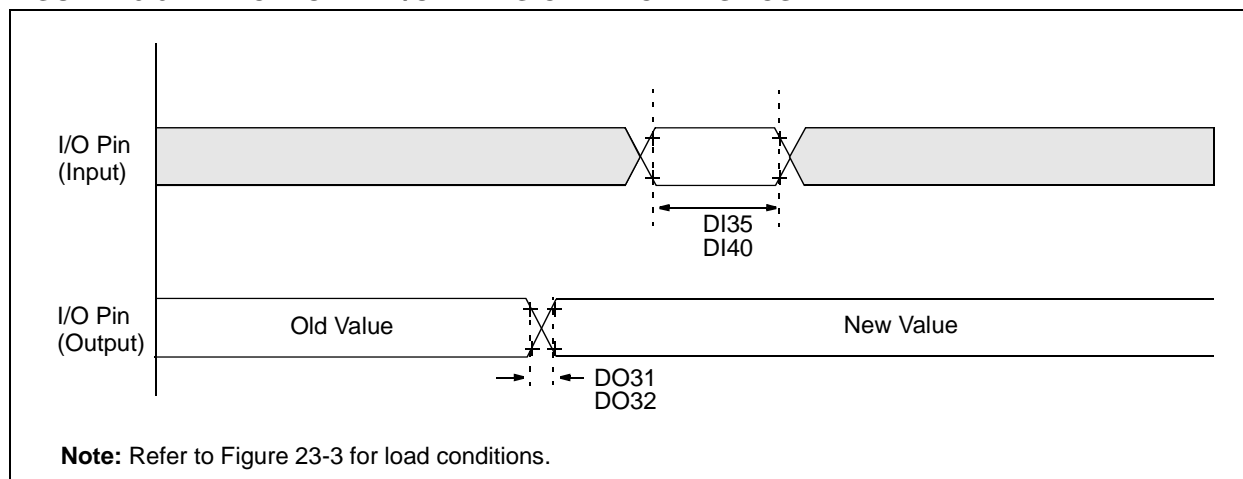 I/O Pin
(Input)
DI35
DI40
I/O Pin
(Output)
Old Value
New Value
DO31
DO32
Note: Refer to Figure 23-3 for load conditions.